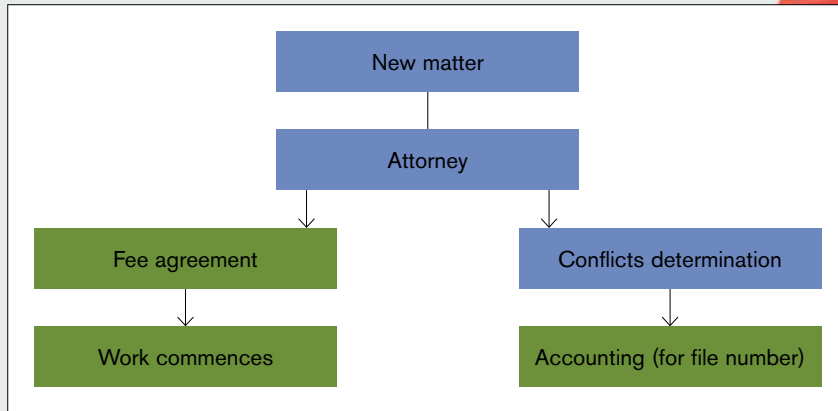 New matter
Attorney
Fee agreement
Conflicts determination
Work commences
Accounting (for file number)